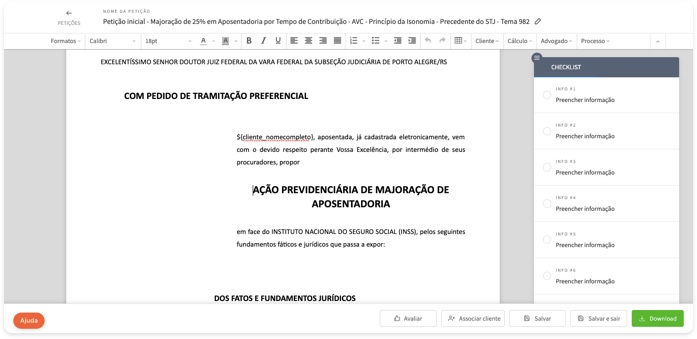 NOME DA PETIÇÃO
PETIÇÕES
Petição inicial - Majoração de 25% em Aposentadoria por Tempo de Contribuição - AVC - Princípio da Isonomia - Precedente do STJ - Tema 982
Formatos Calibri 18pt A A B I U Cliente Cálculo Advogado Processo
EXCELENTÍSSIMO SENHOR DOUTOR JUIZ FEDERAL DA VARA FEDERAL DA SUBSEÇÃO JUDICIÁRIA DE PORTO ALEGRE/RS
COM PEDIDO DE TRAMITAÇÃO PREFERENCIAL
${cliente_nomecompleto}, aposentada, já cadastrada eletronicamente, vem
com o devido respeito perante Vossa Excelência, por intermédio de seus
procuradores, propor
AÇÃO PREVIDENCIÁRIA DE MAJORAÇÃO DE
APOSENTADORIA
em face do INSTITUTO NACIONAL DO SEGURO SOCIAL (INSS), pelos seguintes
fundamentos fáticos e jurídicos que passa a expor:
DOS FATOS E FUNDAMENTOS JURÍDICOS
CHECKLIST
INFO #1
Preencher informação
INFO #2
Preencher informação
INFO #3
Preencher informação
INFO #4
Preencher informação
INFO #5
Preencher informação
INFO #6
Preencher informação
Ajuda
Avaliar
Associar cliente
Salvar
Salvar e sair
Download